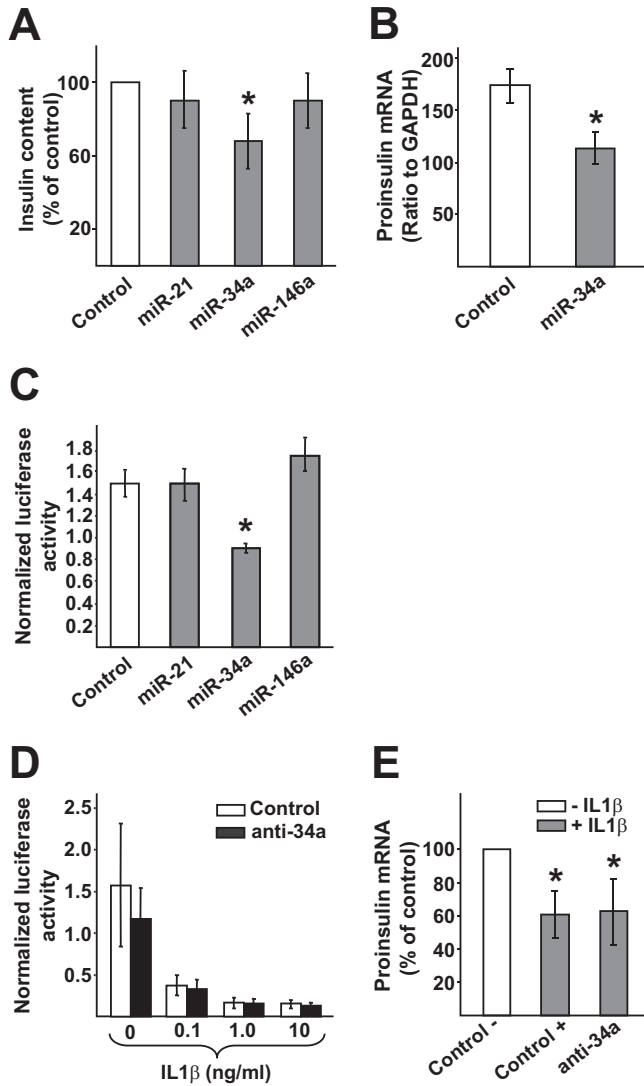 A
Insulin content
(% of control)
100
60
20
*
Control
miR-21
miR-34a
miR-146a
B
Proinsulin mRNA
(Ratio to GAPDH)
200
150
100
50
*
Control
miR-34a
C
Normalized luciferase
activity
1.8
1.6
1.4
1.2
1.0
0.8
0.6
0.4
0.2
*
Control
miR-21
miR-34a
miR-146a
D
Normalized luciferase
activity
2.5
2.0
1.5
1.0
0.5
Control
anti-34a
0 0.1 1.0 10
IL1β (ng/ml)
E
Proinsulin mRNA
(% of control)
- IL1β
+ IL1β
100
80
60
40
20
* *
Control -
Control +
anti-34a